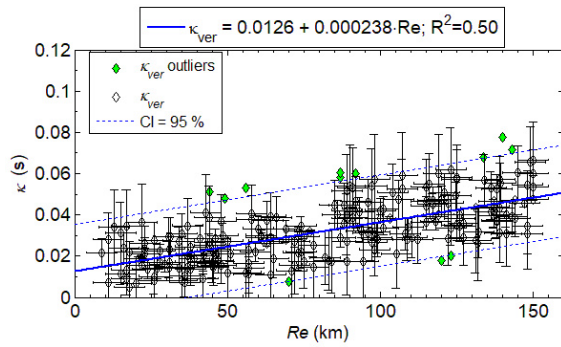 κver = 0.0126 + 0.000238·Re; R²=0.50
0.12
0.1
0.08
0.06
0.04
0.02
0
κ (s)
κver outliers
κver
CI = 95 %
0 50 100 150
Re (km)